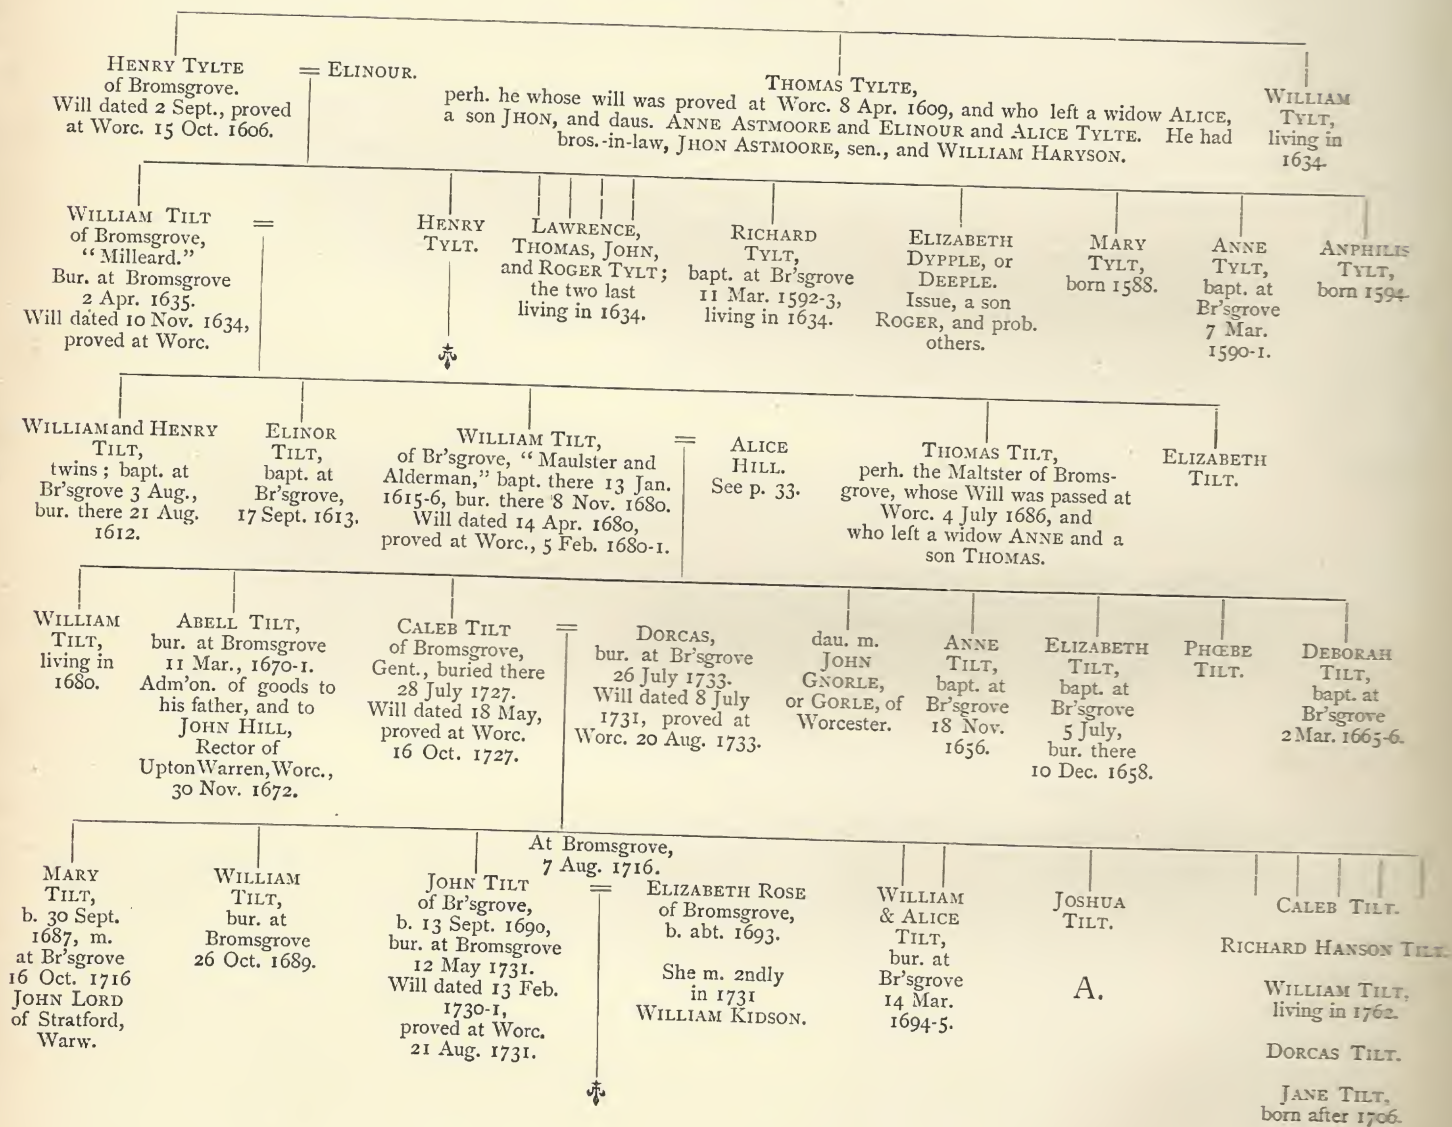 HENRY TYLTE
of Bromsgrove.
Will dated 2 Sept., proved
at Worc. 15 Oct. 1606.
= ELINOUR.
THOMAS TYLTE,
perh. he whose will was proved at Worc. 8 Apr. 1609, and who left a widow ALICE,
a son JHON, and daus. ANNE ASTMOORE and ELINOUR and ALICE TYLTE. He had
bros.-in-law, JHON ASTMOORE, sen., and WILLIAM HARYSON.
WILLIAM
TYLT,
living in
1634.
WILLIAM TILT
of Bromsgrove,
"Milleard."
Bur. at Bromsgrove
2 Apr. 1635.
Will dated 10 Nov. 1634,
proved at Worc.
=
HENRY
TYLT.
LAWRENCE,
THOMAS, JOHN,
and ROGER TYLT;
the two last
living in 1634.
RICHARD
TYLT,
bapt. at Br'sgrove
11 Mar. 1592-3,
living in 1634.
ELIZABETH
DYPPLE, or
DEEPLE.
Issue, a son
ROGER, and prob.
others.
MARY
TYLT,
born 1588.
ANNE
TYLT,
bapt. at
Br'sgrove
7 Mar.
1590-1.
ANPHILIS
TYLT,
born 1594.
WILLIAM and HENRY
TILT,
twins; bapt. at
Br'sgrove 3 Aug.,
bur. there 21 Aug.
1612.
ELINOR
TILT,
bapt. at
Br'sgrove,
17 Sept. 1613.
WILLIAM TILT,
of Br'sgrove, "Maulster and
Alderman," bapt. there 13 Jan.
1615-6, bur. there 8 Nov. 1680.
Will dated 14 Apr. 1680,
proved at Worc., 5 Feb. 1680-1.
=
ALICE
HILL.
See p. 33.
THOMAS TILT,
perh. the Maltster of Broms-
grove, whose Will was passed at
Worc. 4 July 1686, and
who left a widow ANNE and a
son THOMAS.
ELIZABETH
TILT.
WILLIAM
TILT,
living in
1680.
ABELL TILT,
bur. at Bromsgrove
11 Mar., 1670-1.
Adm'on. of goods to
his father, and to
JOHN HILL,
Rector of
Upton Warren, Worc.,
30 Nov. 1672.
CALEB TILT
of Bromsgrove,
Gent., buried there
28 July 1727.
Will dated 18 May,
proved at Worc.
16 Oct. 1727.
=
DORCAS,
bur. at Br'sgrove
26 July 1733.
Will dated 8 July
1731, proved at
Worc. 20 Aug. 1733.
dau. m.
JOHN
GNORLE,
or GORLE, of
Worcester.
ANNE
TILT,
bapt. at
Br'sgrove
18 Nov.
1656.
ELIZABETH
TILT,
bapt. at
Br'sgrove
5 July,
bur. there
10 Dec. 1658.
PHŒBE
TILT.
DEBORAH
TILT,
bapt. at
Br'sgrove
2 Mar. 1665-6.
MARY
TILT,
b. 30 Sept.
1687, m.
at Br'sgrove
16 Oct. 1716
JOHN LORD
of Stratford,
Warw.
WILLIAM
TILT,
bur. at
Bromsgrove
26 Oct. 1689.
At Bromsgrove,
7 Aug. 1716.
JOHN TILT
of Br'sgrove,
b. 13 Sept. 1690,
bur. at Bromsgrove
12 May 1731.
Will dated 13 Feb.
1730-1,
proved at Worc.
21 Aug. 1731.
=
ELIZABETH ROSE
of Bromsgrove,
b. abt. 1693.
She m. 2ndly
in 1731
WILLIAM KIDSON.
WILLIAM
& ALICE
TILT,
bur. at
Br'sgrove
14 Mar.
1694-5.
JOSHUA
TILT.
A.
CALEB TILT.
RICHARD HANSON TILT.
WILLIAM TILT,
living in 1762.
DORCAS TILT.
JANE TILT,
born after 1706.